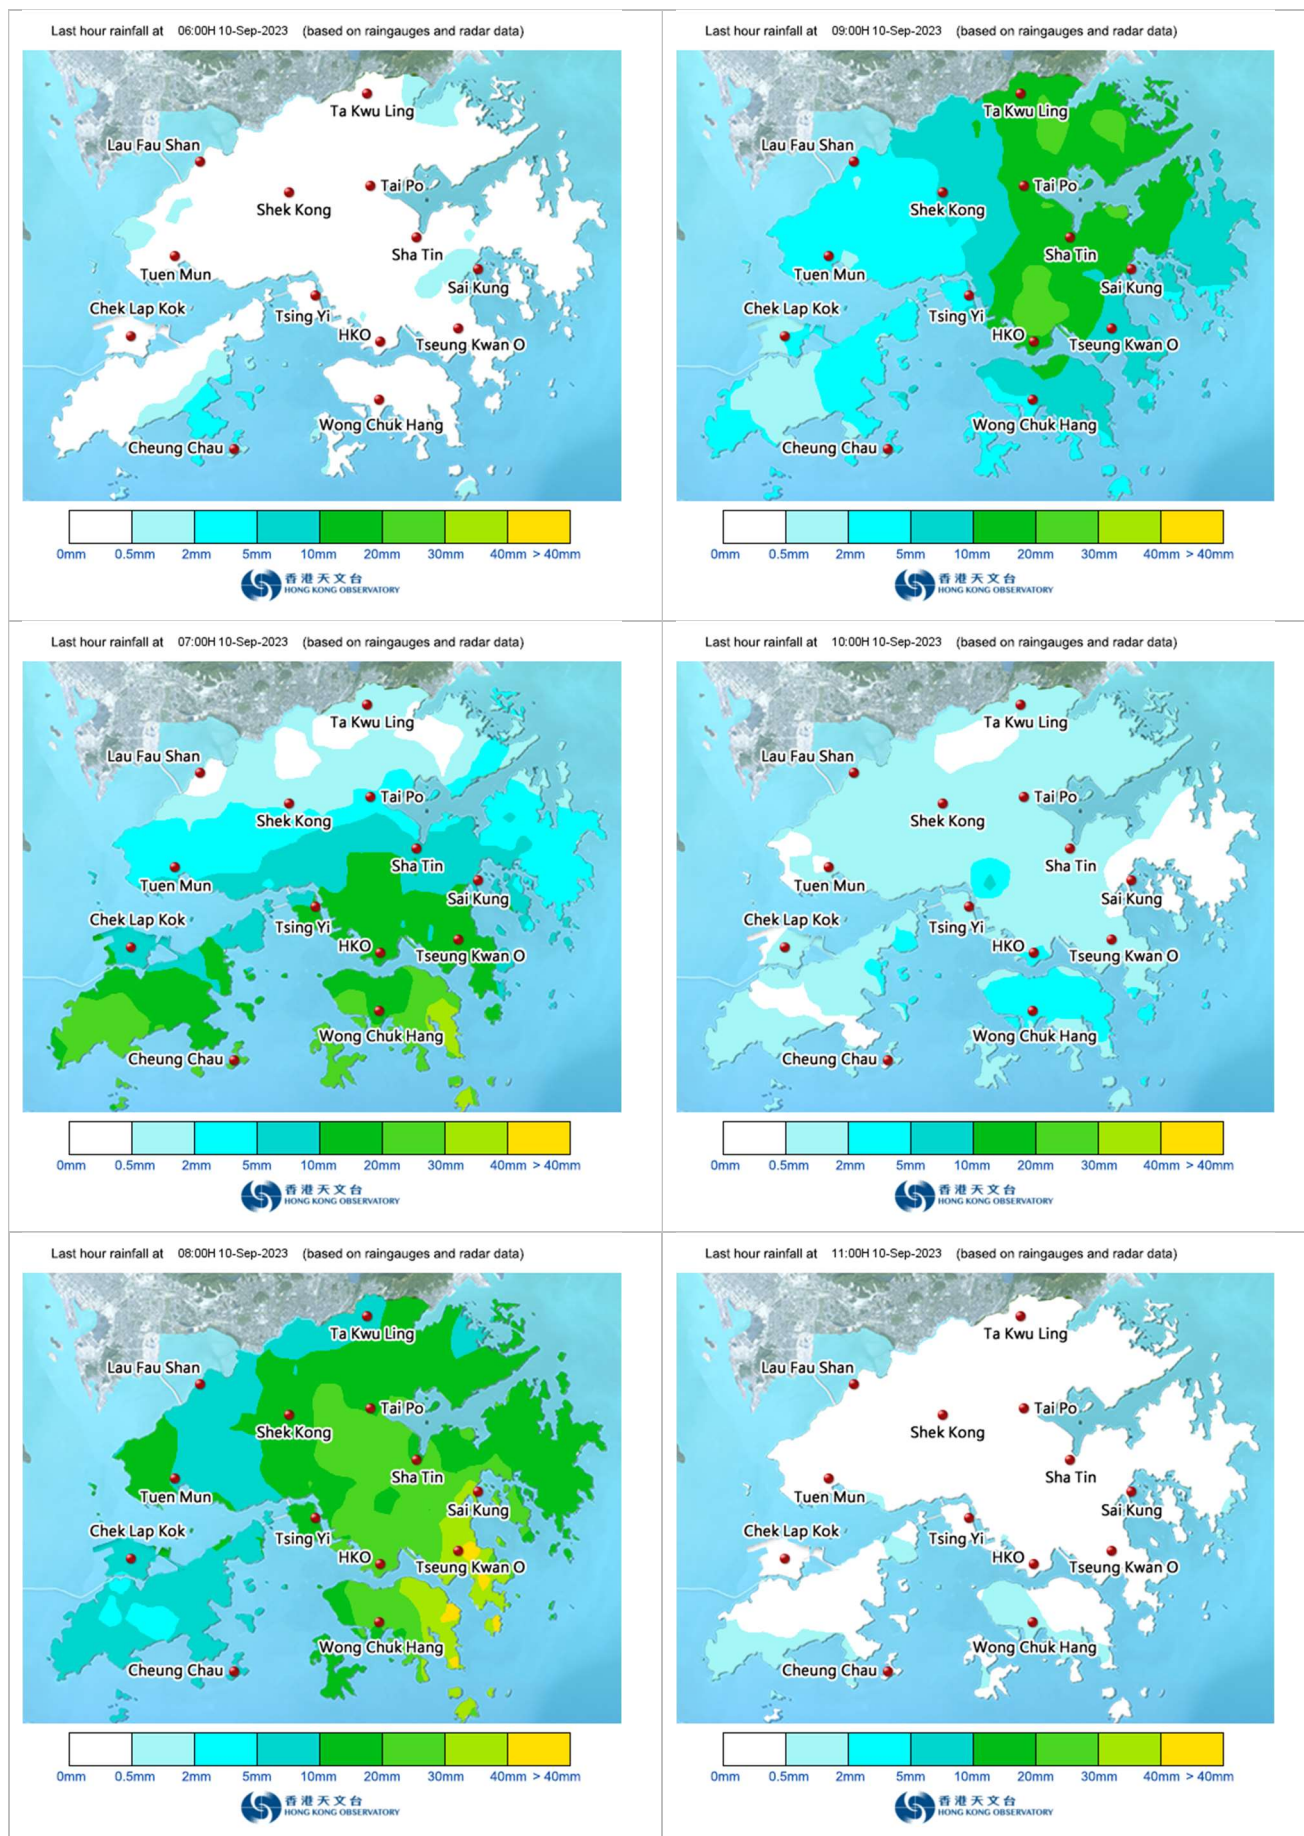 Last hour rainfall at 06:00H 10-Sep-2023 (based on raingauges and radar data)
Ta Kwu Ling
Lau Fau Shan
Tai Po
Shek Kong
Sha Tin
Tuen Mun
Sai Kung
Chek Lap Kok
Tsing Yi
HKO
Tseung Kwan O
Wong Chuk Hang
Cheung Chau
0mm 0.5mm 2mm 5mm 10mm 20mm 30mm 40mm > 40mm
香港天文台
HONG KONG OBSERVATORY
Last hour rainfall at 09:00H 10-Sep-2023 (based on raingauges and radar data)
Ta Kwu Ling
Lau Fau Shan
Tai Po
Shek Kong
Sha Tin
Tuen Mun
Sai Kung
Chek Lap Kok
Tsing Yi
HKO
Tseung Kwan O
Wong Chuk Hang
Cheung Chau
0mm 0.5mm 2mm 5mm 10mm 20mm 30mm 40mm > 40mm
香港天文台
HONG KONG OBSERVATORY
Last hour rainfall at 07:00H 10-Sep-2023 (based on raingauges and radar data)
Ta Kwu Ling
Lau Fau Shan
Tai Po
Shek Kong
Sha Tin
Tuen Mun
Sai Kung
Chek Lap Kok
Tsing Yi
HKO
Tseung Kwan O
Wong Chuk Hang
Cheung Chau
0mm 0.5mm 2mm 5mm 10mm 20mm 30mm 40mm > 40mm
香港天文台
HONG KONG OBSERVATORY
Last hour rainfall at 10:00H 10-Sep-2023 (based on raingauges and radar data)
Ta Kwu Ling
Lau Fau Shan
Tai Po
Shek Kong
Sha Tin
Tuen Mun
Sai Kung
Chek Lap Kok
Tsing Yi
HKO
Tseung Kwan O
Wong Chuk Hang
Cheung Chau
0mm 0.5mm 2mm 5mm 10mm 20mm 30mm 40mm > 40mm
香港天文台
HONG KONG OBSERVATORY
Last hour rainfall at 08:00H 10-Sep-2023 (based on raingauges and radar data)
Ta Kwu Ling
Lau Fau Shan
Tai Po
Shek Kong
Sha Tin
Tuen Mun
Sai Kung
Chek Lap Kok
Tsing Yi
HKO
Tseung Kwan O
Wong Chuk Hang
Cheung Chau
0mm 0.5mm 2mm 5mm 10mm 20mm 30mm 40mm > 40mm
香港天文台
HONG KONG OBSERVATORY
Last hour rainfall at 11:00H 10-Sep-2023 (based on raingauges and radar data)
Ta Kwu Ling
Lau Fau Shan
Tai Po
Shek Kong
Sha Tin
Tuen Mun
Sai Kung
Chek Lap Kok
Tsing Yi
HKO
Tseung Kwan O
Wong Chuk Hang
Cheung Chau
0mm 0.5mm 2mm 5mm 10mm 20mm 30mm 40mm > 40mm
香港天文台
HONG KONG OBSERVATORY